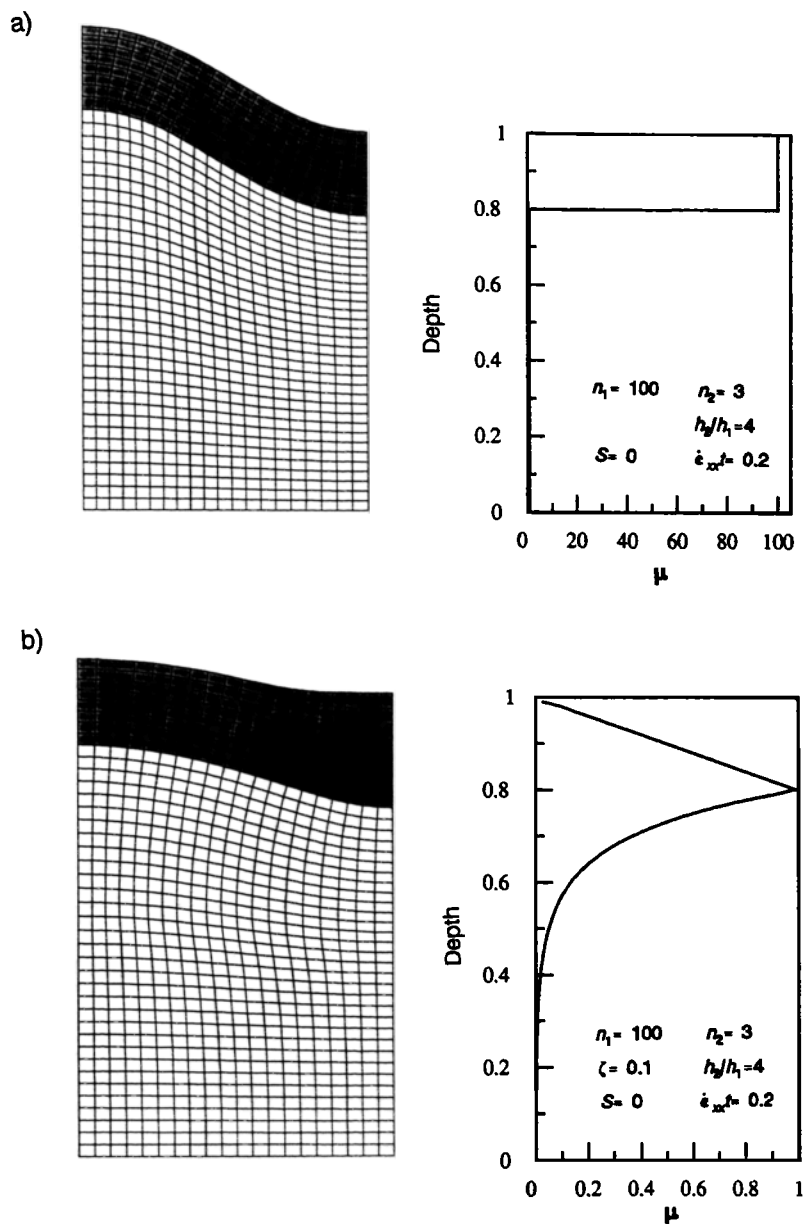 a)
1
0.8
0.6
0.4
0.2
0
Depth
n₁ = 100 n₂ = 3
h₂/h₁=4
S= 0 ε̇ₓₓt= 0.2
0 20 40 60 80 100
μ
b)
1
0.8
0.6
0.4
0.2
0
Depth
n₁ = 100 n₂ = 3
ζ = 0.1 h₂/h₁=4
S= 0 ε̇ₓₓt= 0.2
0 0.2 0.4 0.6 0.8 1
μ